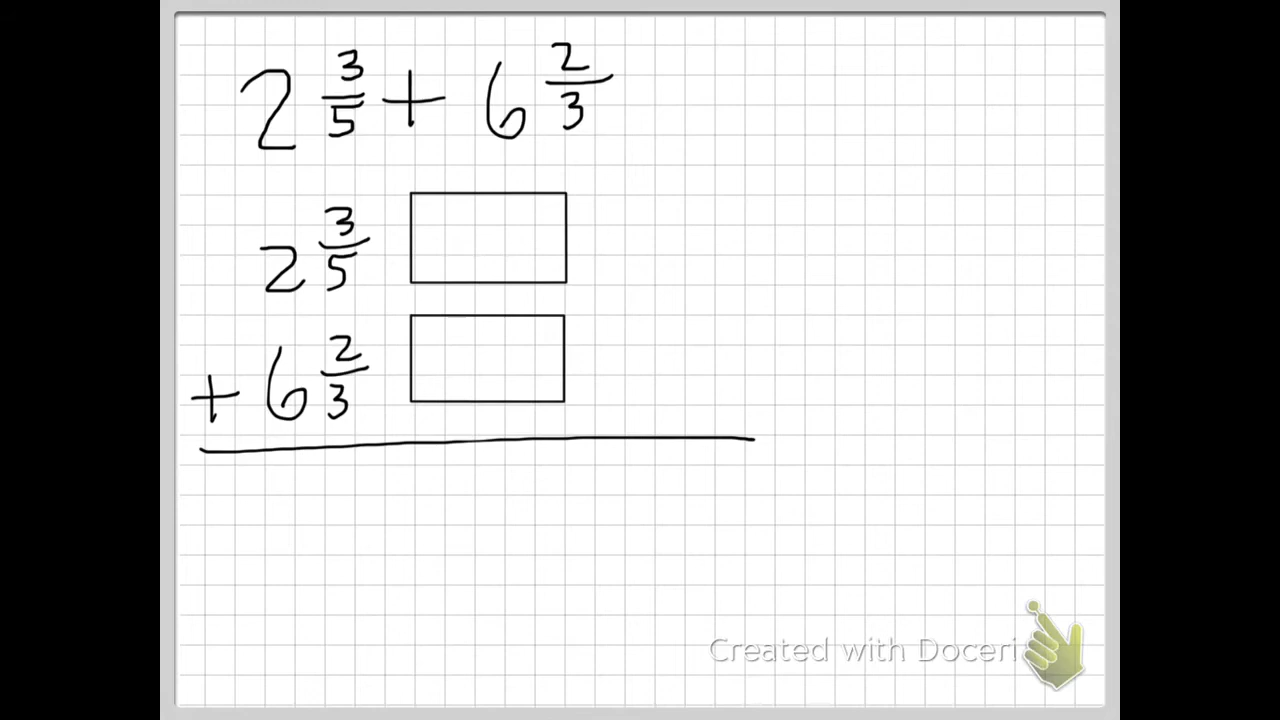 2 3/5 + 6 2/3
2 3/5
+ 6 2/3
Created with Doceri